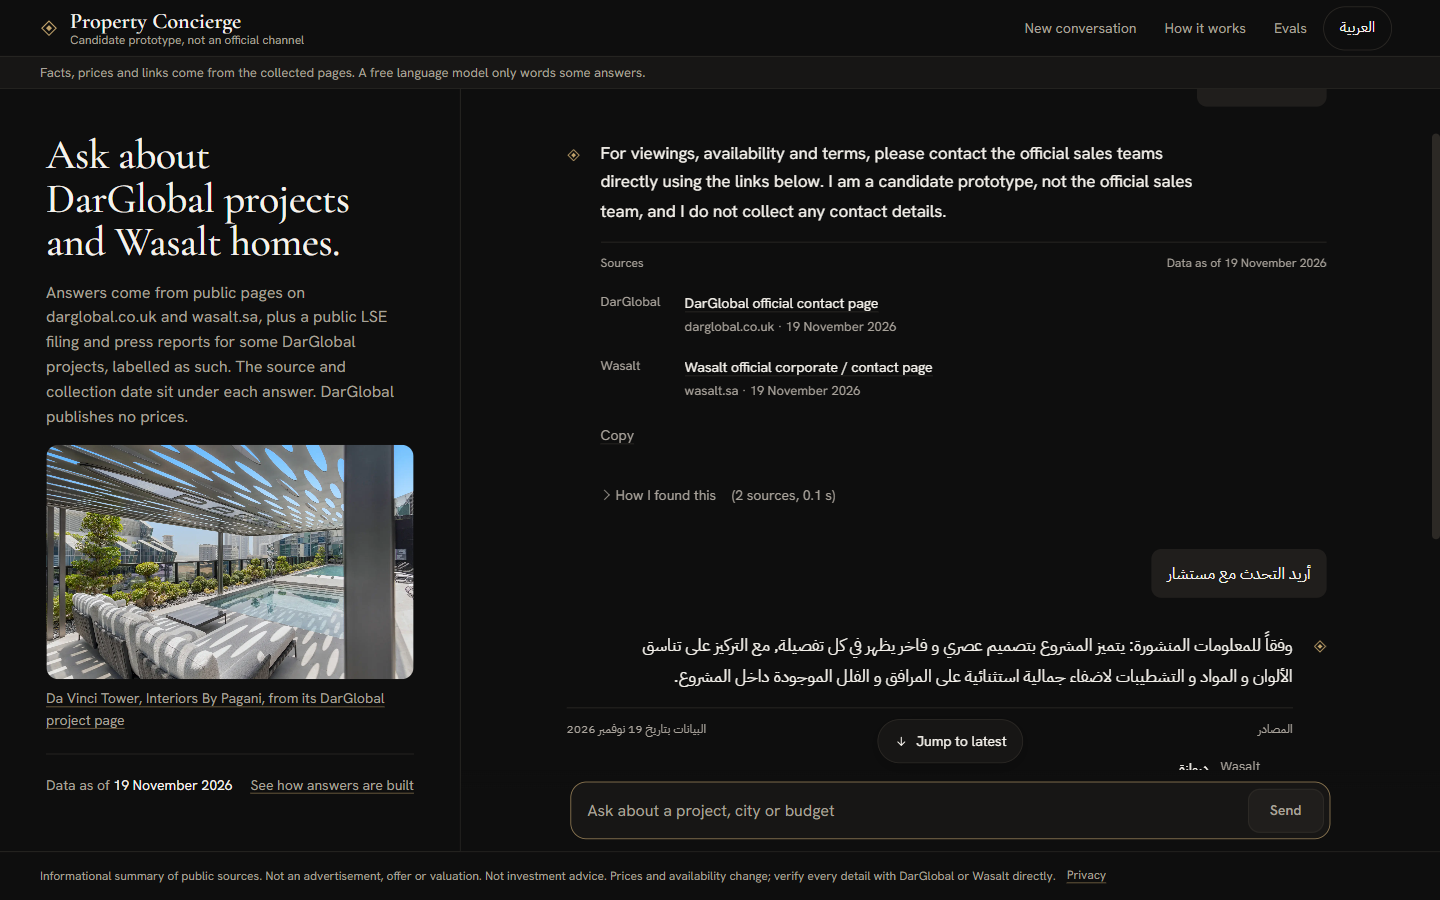 Property Concierge
Candidate prototype, not an official channel
New conversation
How it works
Evals
العربية
Facts, prices and links come from the collected pages. A free language model only words some answers.
Ask about
DarGlobal projects
and Wasalt homes.
Answers come from public pages on
darglobal.co.uk and wasalt.sa, plus a public LSE
filing and press reports for some DarGlobal
projects, labelled as such. The source and
collection date sit under each answer. DarGlobal
publishes no prices.
Da Vinci Tower, Interiors By Pagani, from its DarGlobal
project page
Data as of 19 November 2026
See how answers are built
For viewings, availability and terms, please contact the official sales teams
directly using the links below. I am a candidate prototype, not the official sales
team, and I do not collect any contact details.
Sources
Data as of 19 November 2026
DarGlobal
DarGlobal official contact page
darglobal.co.uk · 19 November 2026
Wasalt
Wasalt official corporate / contact page
wasalt.sa · 19 November 2026
Copy
How I found this (2 sources, 0.1 s)
أريد التحدث مع مستشار
وفقاً للمعلومات المنشورة: يتميز المشروع بتصميم عصري و فاخر يظهر في كل تفصيلة, مع التركيز على تناسق
الألوان و المواد و التشطيبات لاضفاء جمالية استثنائية على المرافق و الفلل الموجودة داخل المشروع.
المصادر
البيانات بتاريخ 19 نوفمبر 2026
Wasalt
Jump to latest
Ask about a project, city or budget
Send
Informational summary of public sources. Not an advertisement, offer or valuation. Not investment advice. Prices and availability change; verify every detail with DarGlobal or Wasalt directly.
Privacy